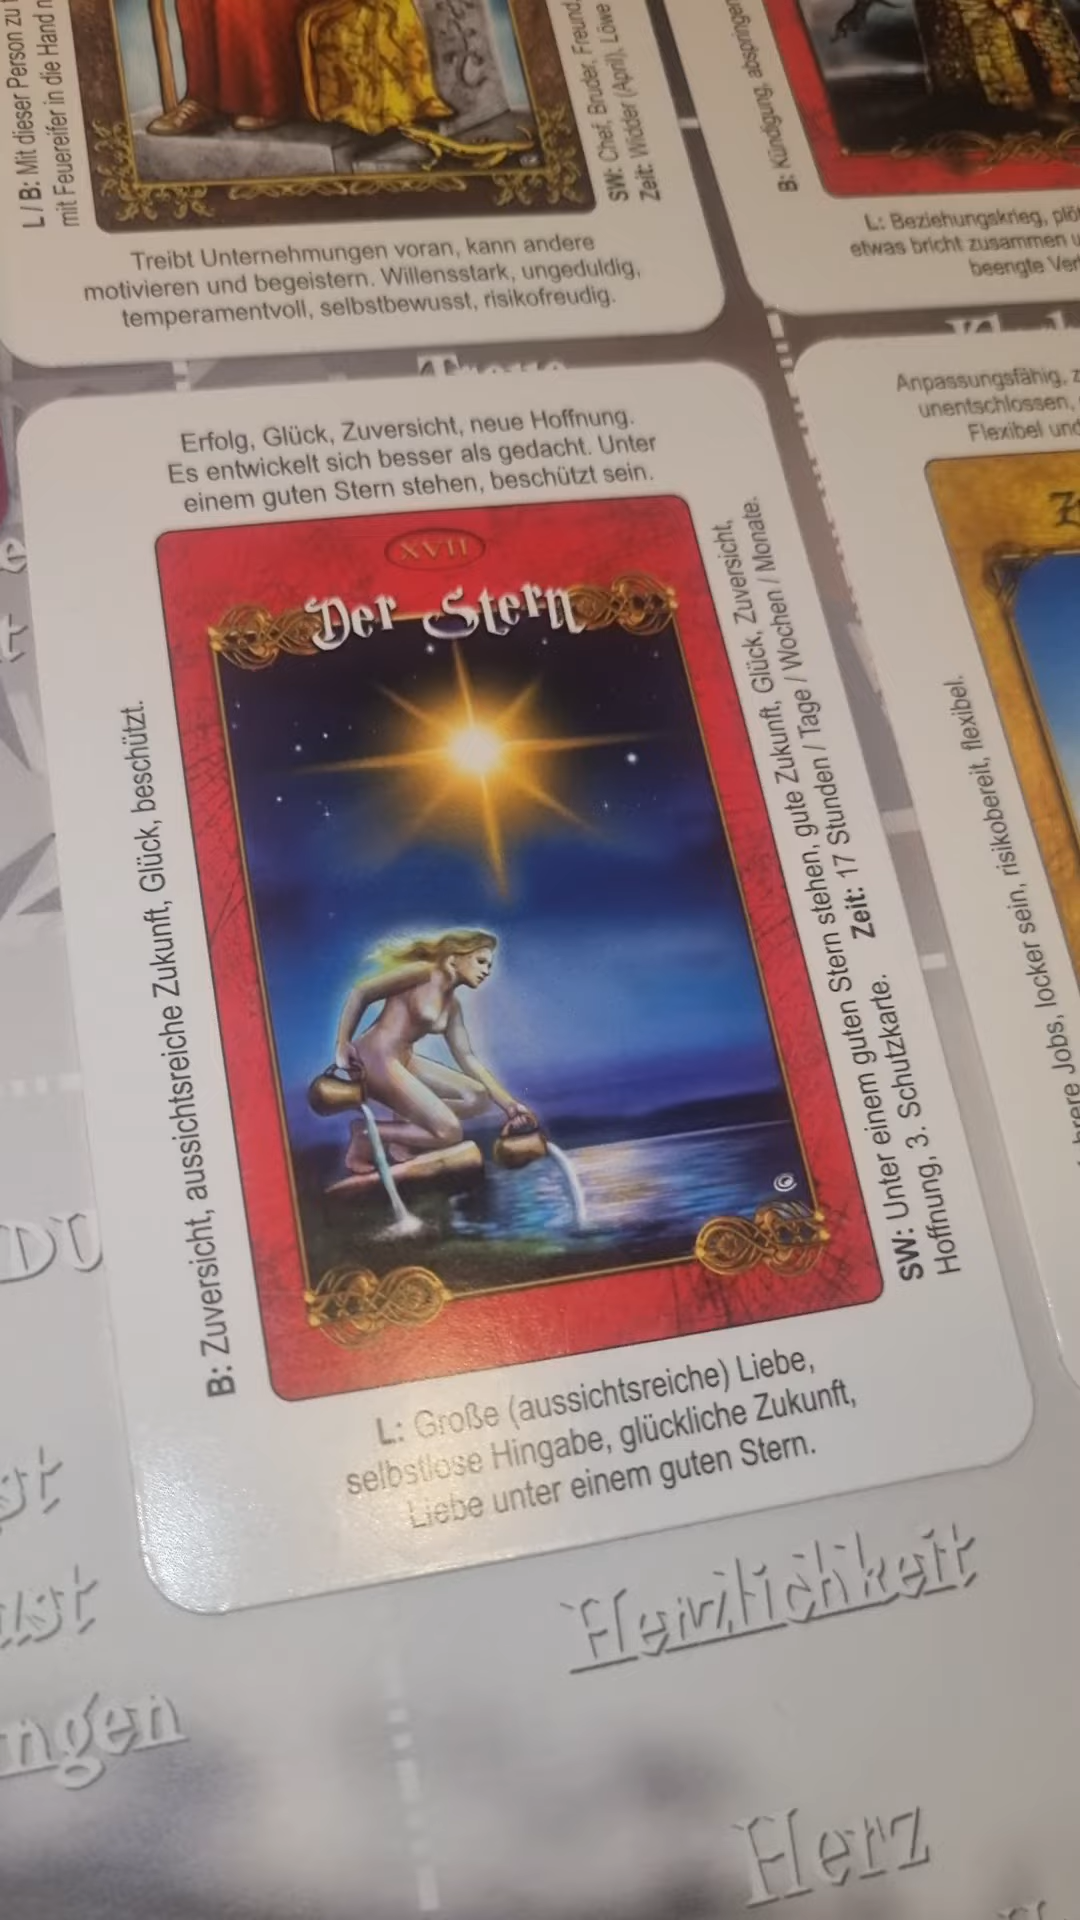 L / B: Mit dieser Person zu
mit Feuereifer in die Hand
Treibt Unternehmungen voran, kann andere
motivieren und begeistern. Willensstark, ungeduldig,
temperamentvoll, selbstbewusst, risikofreudig.
SW: Chef, Bruder, Freund,
Zeit: Widder (April), Löwe
B: Kündigung, abspringen
L: Beziehungskrieg,
etwas bricht zusammen
beengte
Erfolg, Glück, Zuversicht, neue Hoffnung.
Es entwickelt sich besser als gedacht. Unter
einem guten Stern stehen, beschützt sein.
XVII
Der Stern
B: Zuversicht, aussichtsreiche Zukunft, Glück, beschützt.
SW: Unter einem guten Stern stehen, gute Zukunft, Glück, Zuversicht,
Hoffnung, 3. Schutzkarte. Zeit: 17 Stunden / Tage / Wochen / Monate.
L: Große (aussichtsreiche) Liebe,
selbstlose Hingabe, glückliche Zukunft,
Liebe unter einem guten Stern.
Anpassungsfähig,
unentschlossen,
Flexibel und
Jobs, locker sein, risikobereit, flexibel.
DU
ngen
Herzlichkeit
Herz